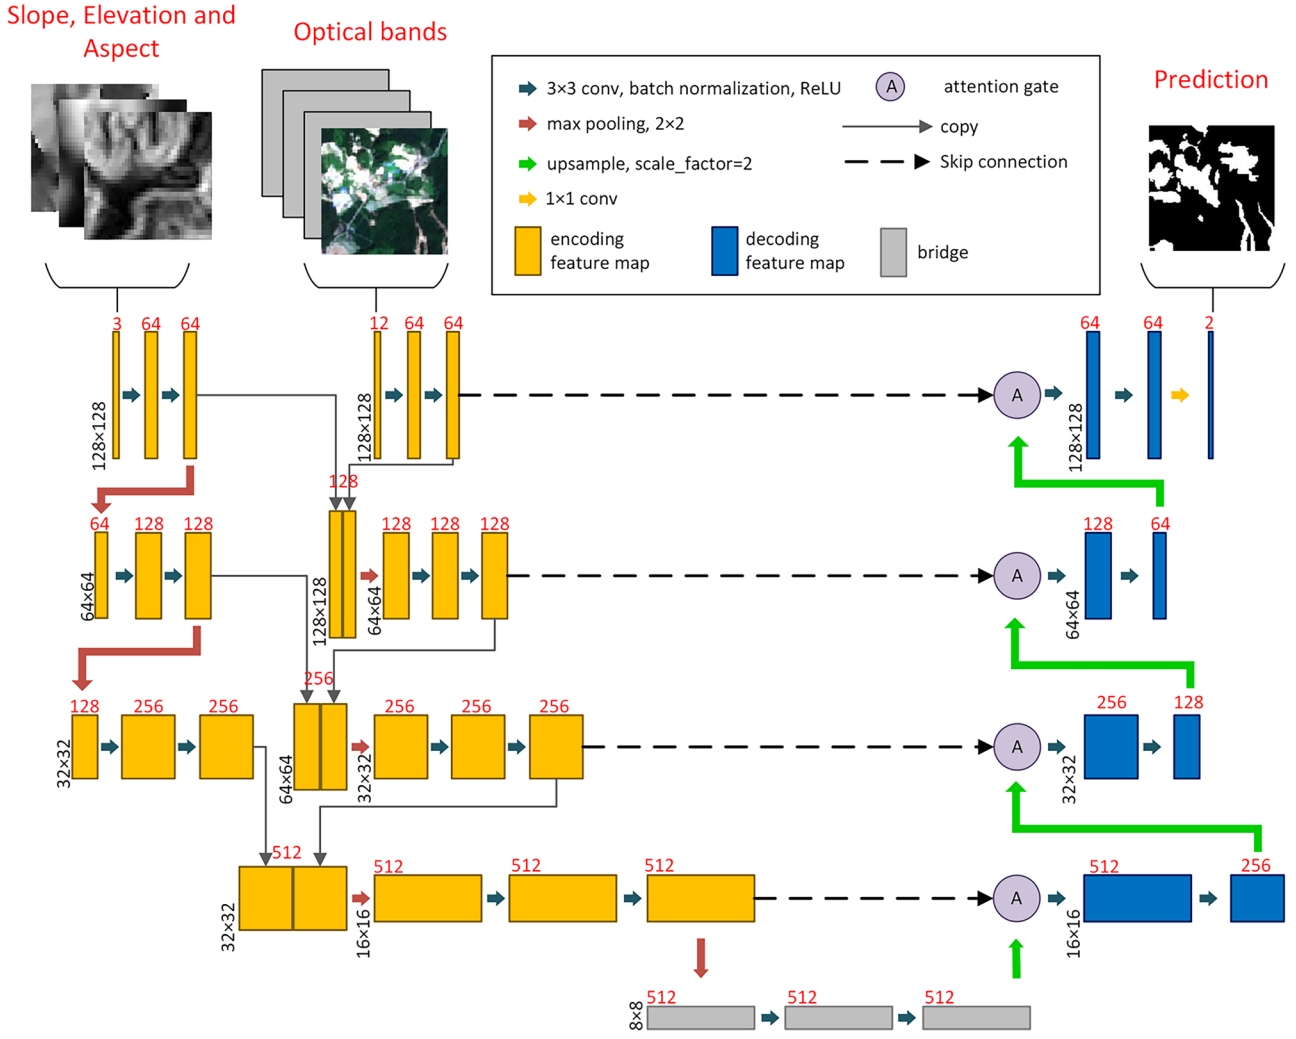 Slope, Elevation and
Aspect
Optical bands
3×3 conv, batch normalization, ReLU
max pooling, 2×2
upsample, scale_factor=2
1×1 conv
A
attention gate
copy
Skip connection
encoding
feature map
decoding
feature map
bridge
Prediction
3 64 64
128×128
12 64 64
128×128
A
64 64 2
128×128
128
128×128
64 128 128
64×64
128 128 128
64×64
A
128 64
64×64
256
64×64
128 256 256
32×32
256 256 256
32×32
A
256 128
32×32
512
32×32
512 512 512
16×16
A
512 256
16×16
512 512 512
8×8